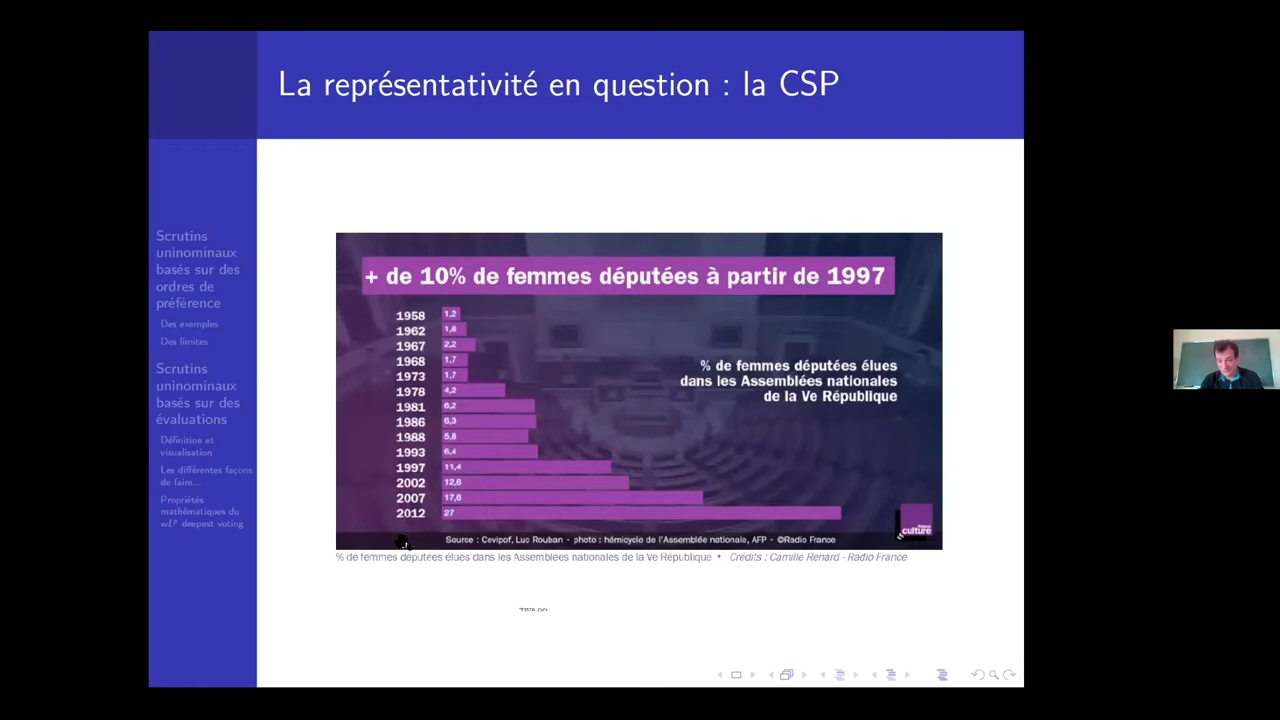 La représentativité en question : la CSP
Scrutins
uninominaux
basés sur des
ordres de
préférence
Des exemples
Des limites
Scrutins
uninominaux
basés sur des
évaluations
Définition et
visualisation
Les différentes façons
de faire...
Propriétés
mathématiques du
wLᵖ deepest voting
+ de 10% de femmes députées à partir de 1997
1958 1,2
1962 1,6
1967 2,2
1968 1,7
1973 1,7
1978 4,2
1981 6,2
1986 6,3
1988 5,8
1993 6,4
1997 11,4
2002 12,6
2007 17,6
2012 27
% de femmes députées élues
dans les Assemblées nationales
de la Ve République
france
culture
Source : Cevipof, Luc Rouban · photo : hémicycle de l'Assemblée nationale, AFP · ©Radio France
% de femmes députées élues dans les Assemblées nationales de la Ve République • Crédits : Camille Renard - Radio France